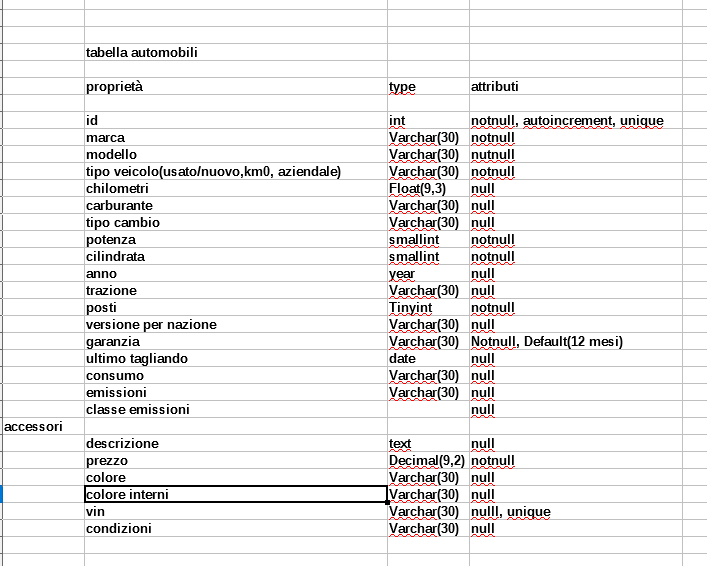 tabella automobili
proprietà type attributi
id int notnull, autoincrement, unique
marca Varchar(30) notnull
modello Varchar(30) nutnull
tipo veicolo(usato/nuovo,km0, aziendale) Varchar(30) notnull
chilometri Float(9,3) null
carburante Varchar(30) null
tipo cambio Varchar(30) null
potenza smallint notnull
cilindrata smallint notnull
anno year null
trazione Varchar(30) null
posti Tinyint notnull
versione per nazione Varchar(30) null
garanzia Varchar(30) Notnull, Default(12 mesi)
ultimo tagliando date null
consumo Varchar(30) null
emissioni Varchar(30) null
classe emissioni null
accessori
descrizione text null
prezzo Decimal(9,2) notnull
colore Varchar(30) null
colore interni Varchar(30) null
vin Varchar(30) nulll, unique
condizioni Varchar(30) null